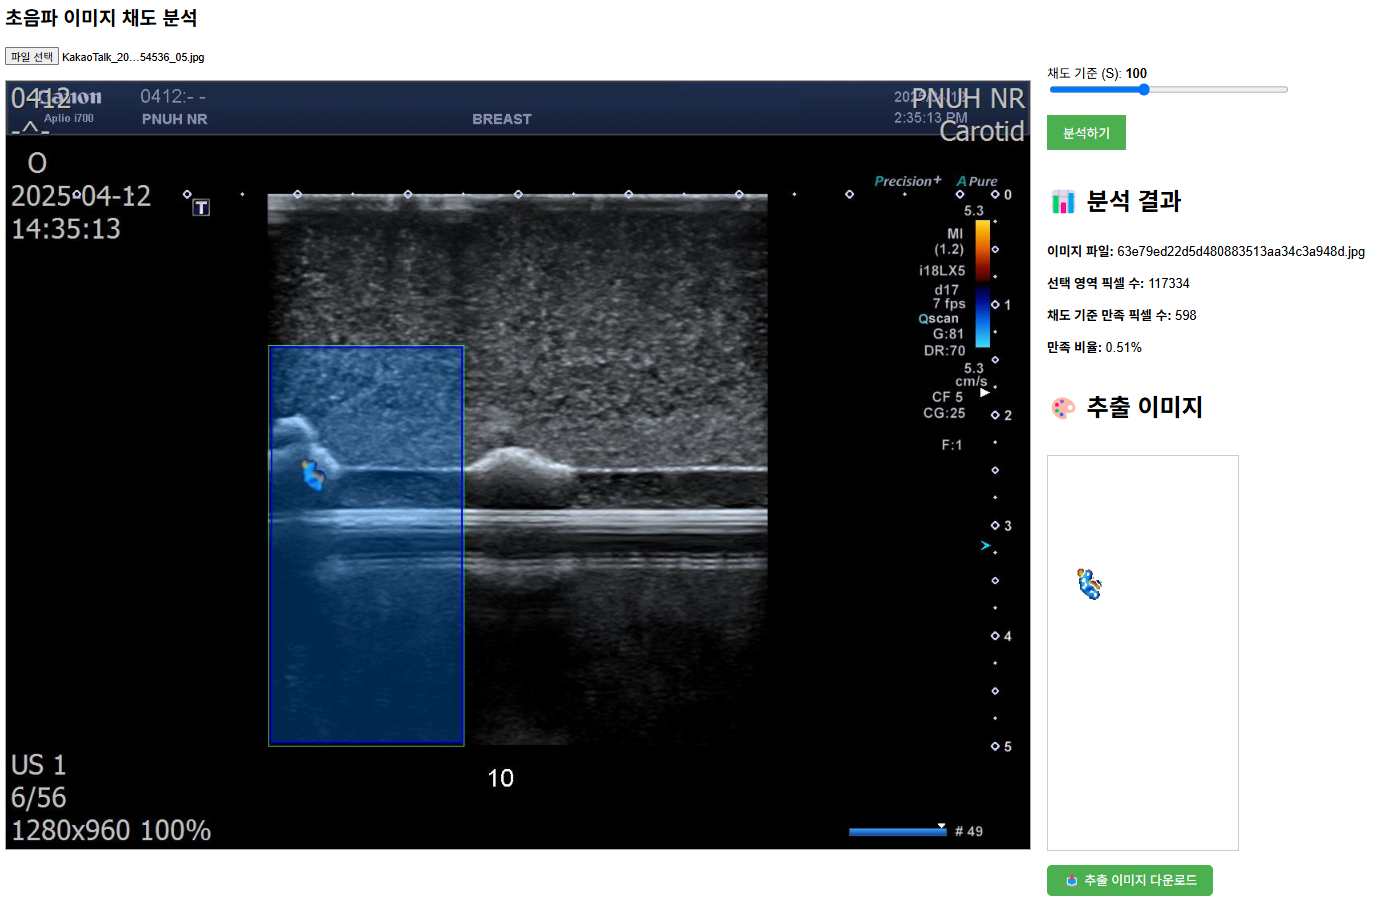 초음파 이미지 채도 분석
파일 선택 KakaoTalk_20...54536_05.jpg
채도 기준 (S): 100
분석하기
0412
Canon
0412:- -
PNUH NR
-^-
Aplio i700
PNUH NR
BREAST
2:35:13 PM
Carotid
O
2025-04-12
14:35:13
T
Precision+ A Pure
0
5.3
MI
(1.2)
i18LX5
d17
7 fps
1
Qscan
G:81
DR:70
5.3
cm/s
CF 5
CG:25
2
F:1
3
4
5
US 1
6/56
1280x960 100%
10
# 49
분석 결과
이미지 파일: 63e79ed22d5d480883513aa34c3a948d.jpg
선택 영역 픽셀 수: 117334
채도 기준 만족 픽셀 수: 598
만족 비율: 0.51%
추출 이미지
추출 이미지 다운로드